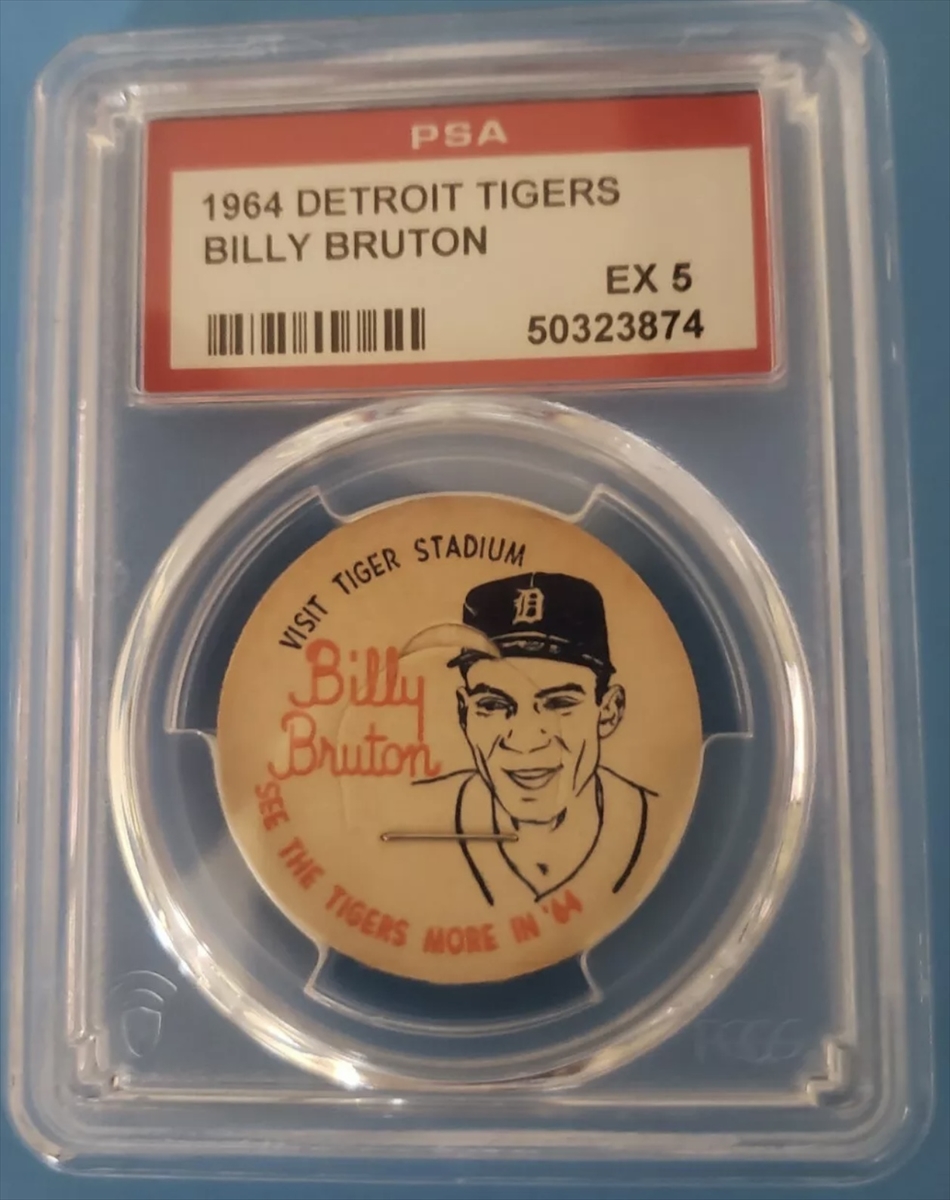 PSA
1964 DETROIT TIGERS
BILLY BRUTON
EX 5
50323874
VISIT TIGER STADIUM
D
Billy
Bruton
SEE THE TIGERS MORE IN '64